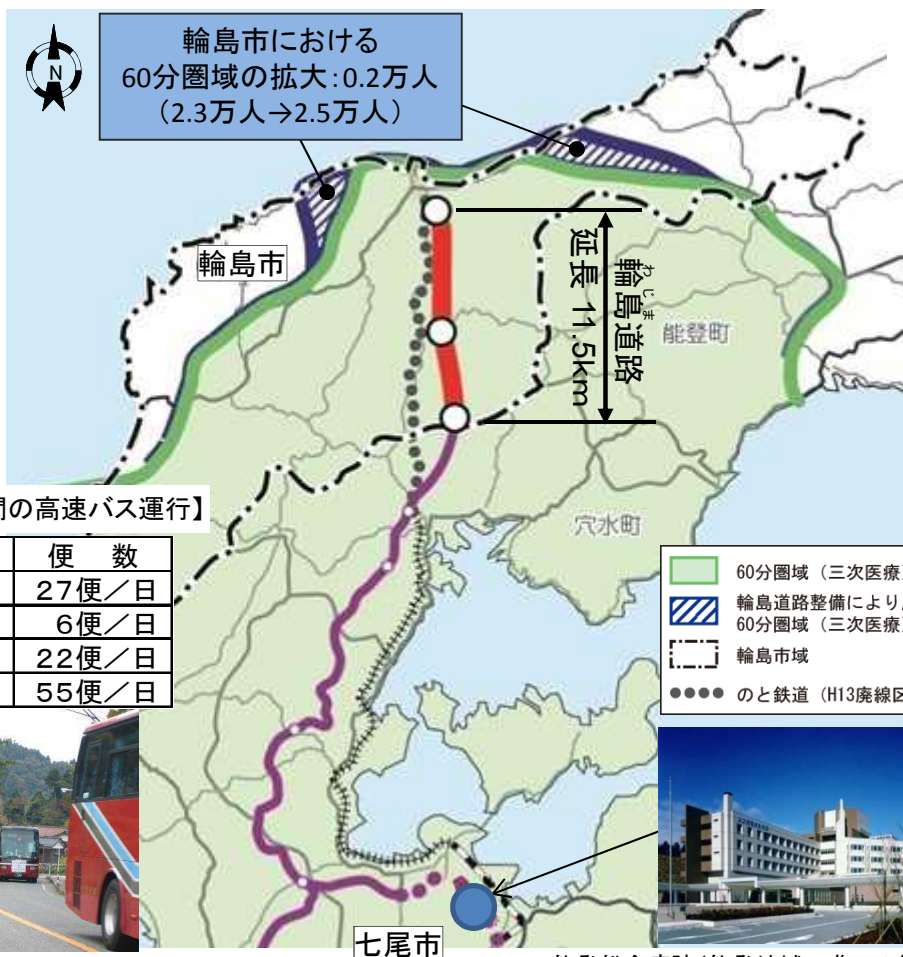 N
輪島市における
60分圏域の拡大:0.2万人
(2.3万人→2.5万人)
輪島市
わじま
輪島道路
延長 11.5km
能登町
間の高速バス運行】
便 数
27便/日
6便/日
22便/日
55便/日
穴水町
60分圏域(三次医療
輪島道路整備により
60分圏域(三次医療
輪島市域
のと鉄道(H13廃線区
七尾市